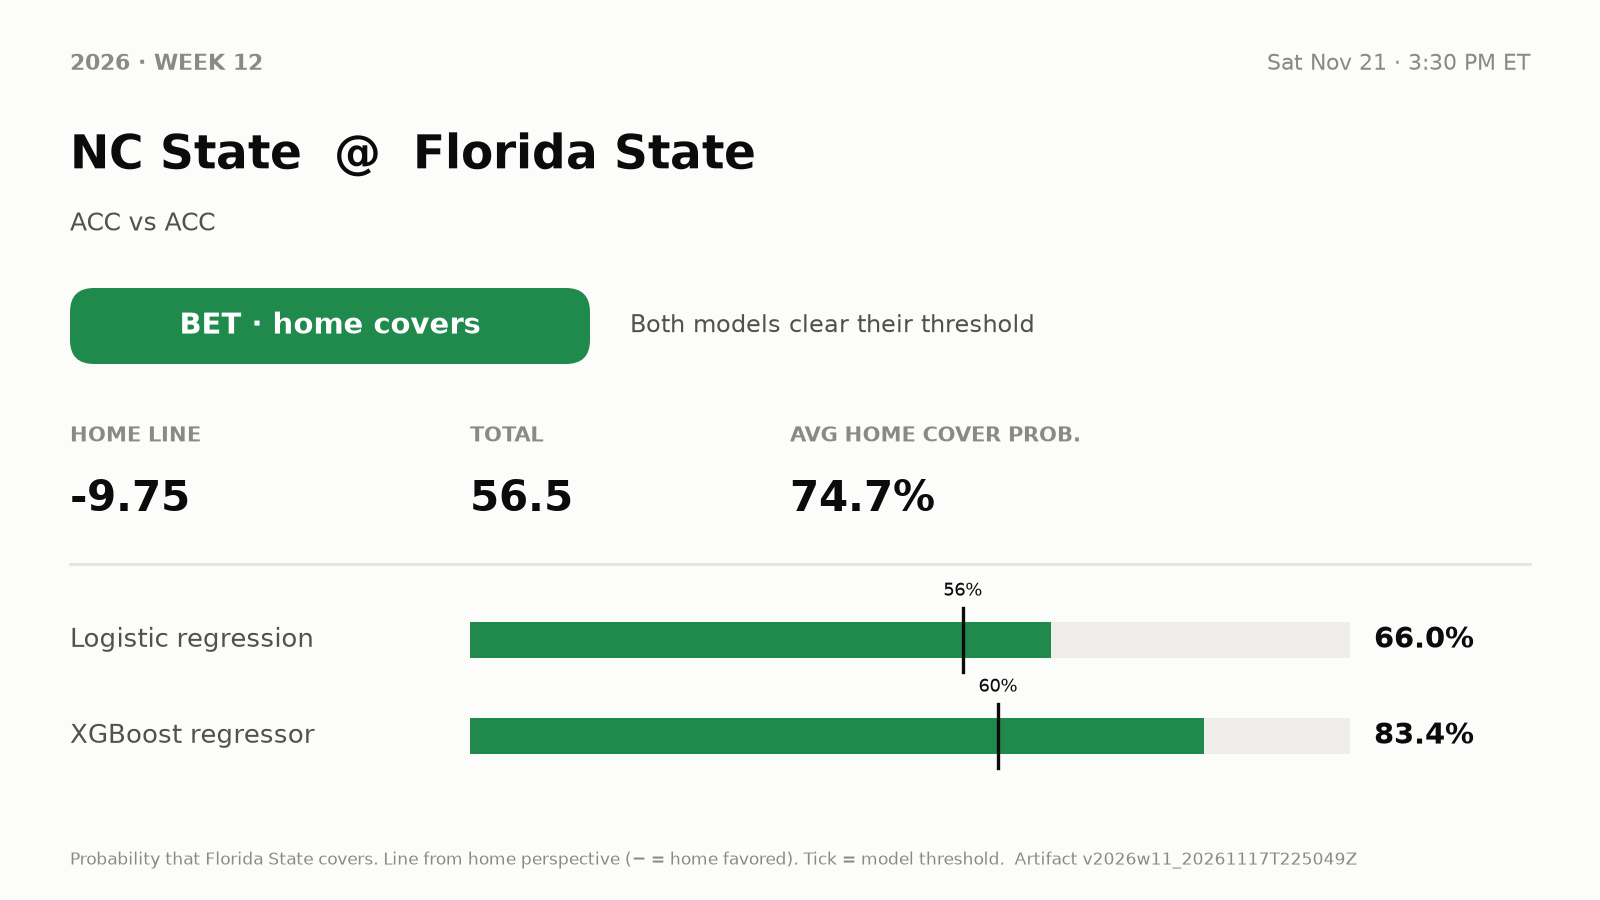 2026 · WEEK 12
Sat Nov 21 · 3:30 PM ET
NC State @ Florida State
ACC vs ACC
BET · home covers
Both models clear their threshold
HOME LINE
TOTAL
AVG HOME COVER PROB.
-9.75
56.5
74.7%
56%
Logistic regression
66.0%
60%
XGBoost regressor
83.4%
Probability that Florida State covers. Line from home perspective (− = home favored). Tick = model threshold. Artifact v2026w11_20261117T225049Z